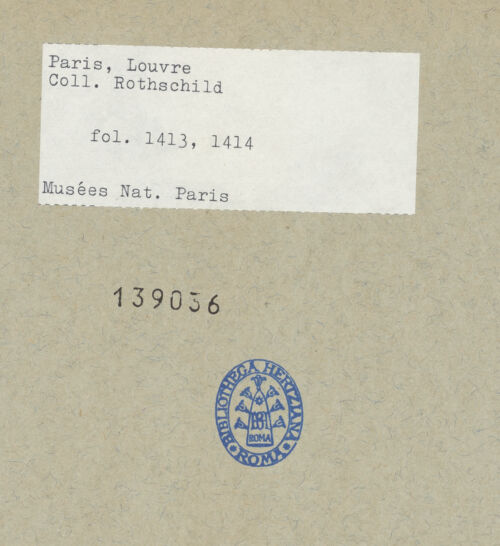 Paris, Louvre
Coll. Rothschild
fol. 1413, 1414
Musées Nat. Paris
139036
BIBLIOTHECA HERTZIANA
ROMA
ROMA